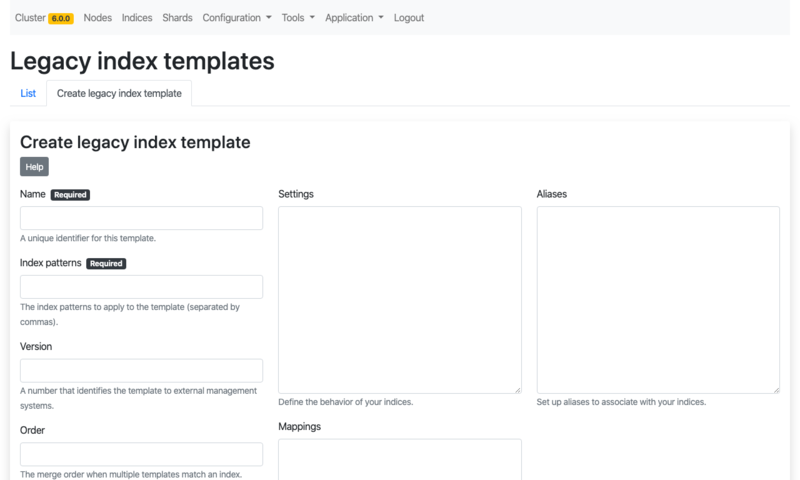 Cluster 6.0.0 Nodes Indices Shards Configuration Tools Application Logout
Legacy index templates
List Create legacy index template
Create legacy index template
Help
Name Required
A unique identifier for this template.
Index patterns Required
The index patterns to apply to the template (separated by
commas).
Version
A number that identifies the template to external management
systems.
Order
The merge order when multiple templates match an index.
Settings
Define the behavior of your indices.
Mappings
Aliases
Set up aliases to associate with your indices.